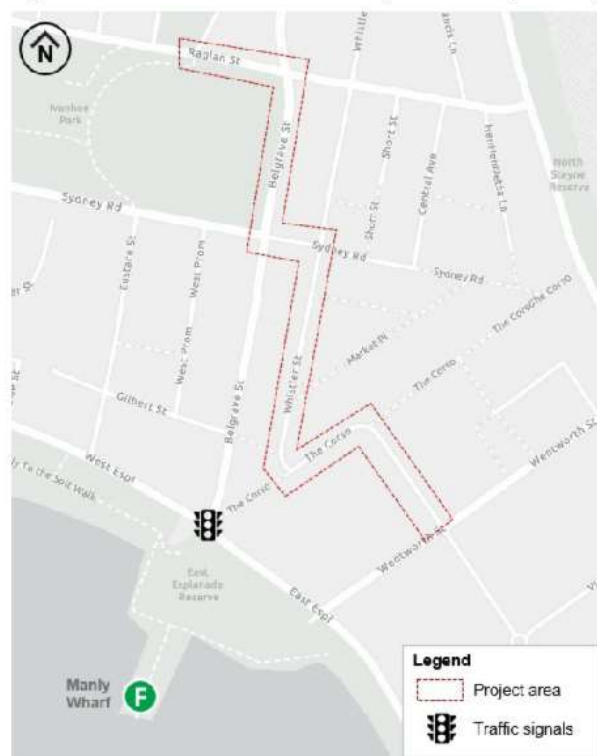 N
Raglan St
Ivanhoe
Park
Belgrave St
Short St
Short St
Central Ave
North
Steyne
Reserve
Sydney Rd
Sydney Rd
Sydney Rd
Eustace St
West Prom
West Prom
Market Pl
The Corso
The Corso
Whistler St
Gilbert St
Belgrave St
The Corso
The Corso
Wentworth St
West Espl
Wentworth St
East
Esplanade
Reserve
East Espl
Manly
Wharf
F
Legend
Project area
Traffic signals